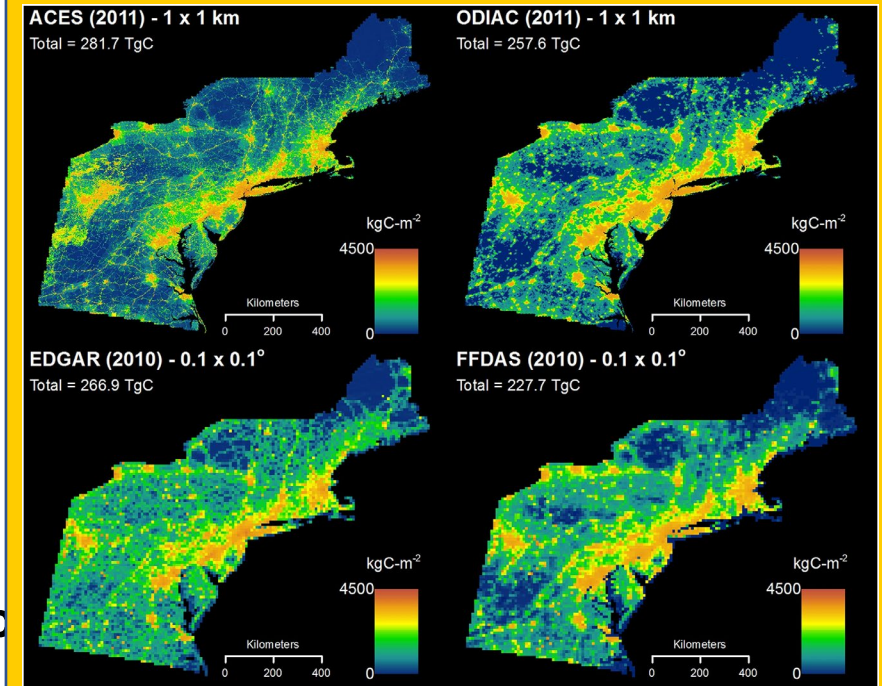 ACES (2011) - 1 x 1 km
Total = 281.7 TgC
kgC-m⁻²
4500
0
Kilometers
0 200 400
ODIAC (2011) - 1 x 1 km
Total = 257.6 TgC
kgC-m⁻²
4500
0
Kilometers
0 200 400
EDGAR (2010) - 0.1 x 0.1°
Total = 266.9 TgC
kgC-m⁻²
4500
0
Kilometers
0 200 400
FFDAS (2010) - 0.1 x 0.1°
Total = 227.7 TgC
kgC-m⁻²
4500
0
Kilometers
0 200 400